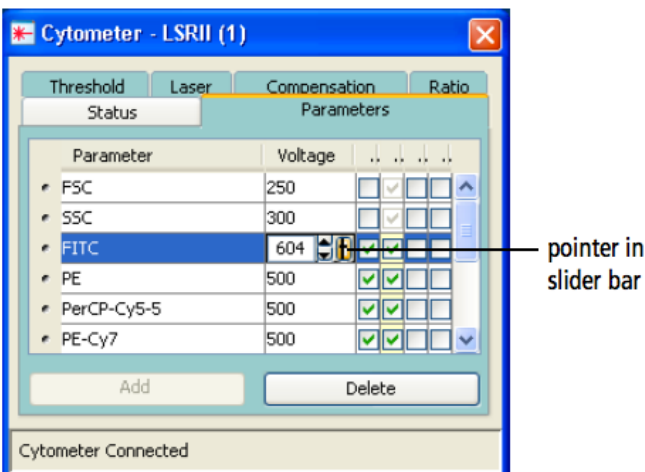 Cytometer - LSRII (1)
Threshold Laser Compensation Ratio
Status Parameters
Parameter Voltage .. .. .. ..
FSC 250
SSC 300
FITC 604
PE 500
PerCP-Cy5-5 500
PE-Cy7 500
Add Delete
Cytometer Connected
pointer in
slider bar